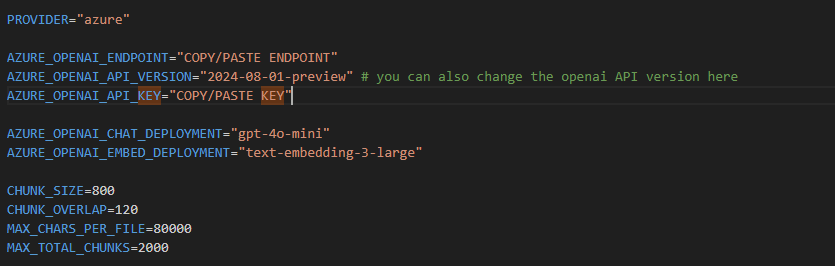 PROVIDER="azure"
AZURE_OPENAI_ENDPOINT="COPY/PASTE ENDPOINT"
AZURE_OPENAI_API_VERSION="2024-08-01-preview" # you can also change the openai API version here
AZURE_OPENAI_API_KEY="COPY/PASTE KEY"
AZURE_OPENAI_CHAT_DEPLOYMENT="gpt-4o-mini"
AZURE_OPENAI_EMBED_DEPLOYMENT="text-embedding-3-large"
CHUNK_SIZE=800
CHUNK_OVERLAP=120
MAX_CHARS_PER_FILE=80000
MAX_TOTAL_CHUNKS=2000